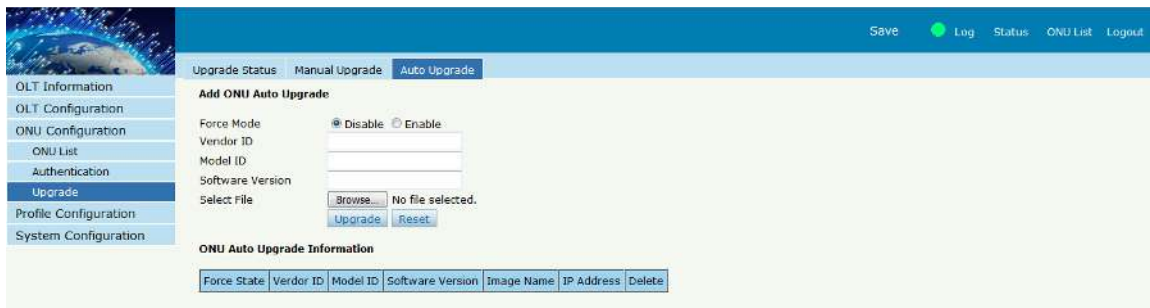 Save Log Status ONU List Logout
Upgrade Status Manual Upgrade Auto Upgrade
OLT Information
OLT Configuration
ONU Configuration
ONU List
Authentication
Upgrade
Profile Configuration
System Configuration
Add ONU Auto Upgrade
Force Mode Disable Enable
Vendor ID
Model ID
Software Version
Select File Browse... No file selected.
Upgrade Reset
ONU Auto Upgrade Information
Force State Verdor ID Model ID Software Version Image Name IP Address Delete